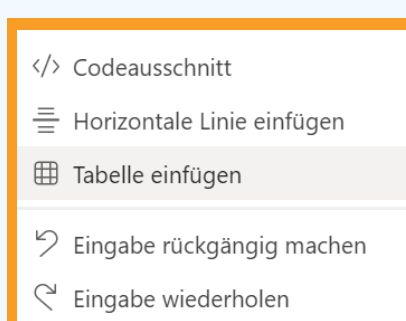 Codeausschnitt
Horizontale Linie einfügen
Tabelle einfügen
Eingabe rückgängig machen
Eingabe wiederholen